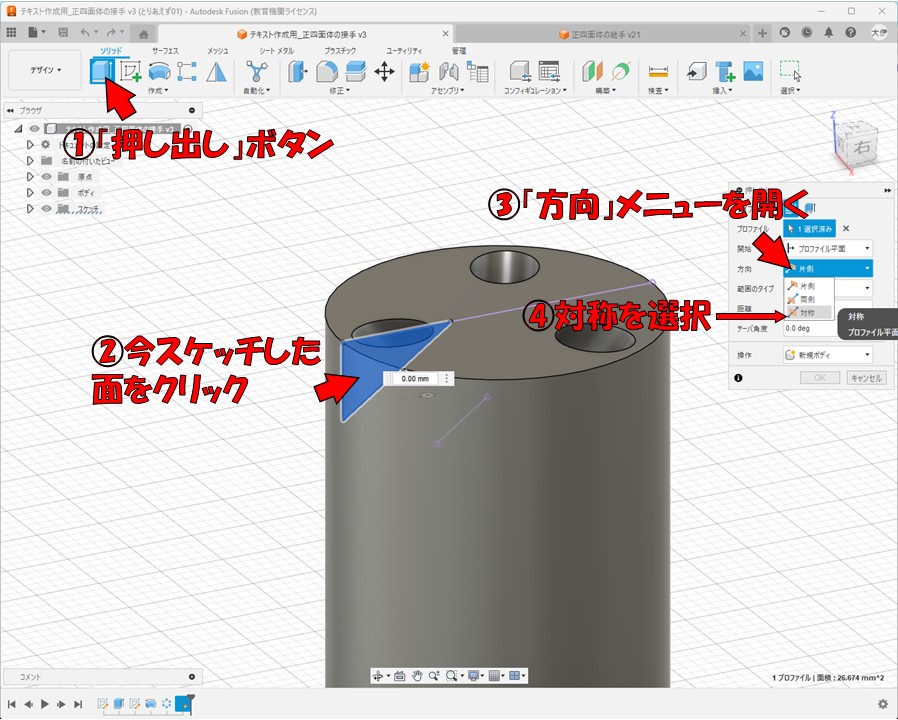 テキスト作成用_正四面体の接手 v3 (とりあえず01) - Autodesk Fusion (教育機関ライセンス)
テキスト作成用_正四面体の接手 v3
正四面体の継手 v21
大伊
ソリッド
サーフェス
メッシュ
シート メタル
プラスチック
ユーティリティ
管理
デザイン
作成
自動化
修正
アセンブリ
コンフィギュレーション
構築
検査
挿入
選択
ブラウザ
①「押し出し」ボタン
名前の付いたビュー
原点
ボディ
スケッチ
Z
右
X
③「方向」メニューを開く
プロファイル
1 選択済み
開始
プロファイル平面
方向
片側
範囲のタイプ
片側
両側
対称
距離
④対称を選択
対称
プロファイル平面
テーパ角度
0.0 deg
操作
新規ボディ
OK
キャンセル
②今スケッチした
面をクリック
0.00 mm
コメント
1 プロファイル | 面積 : 26.674 mm^2